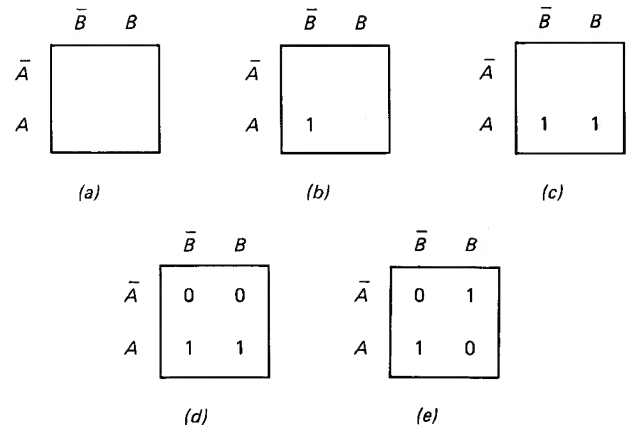 B̅ B B̅ B B̅ B
A̅ A̅ A̅
A A 1 A 1 1
(a) (b) (c)
B̅ B B̅ B
A̅ 0 0 A̅ 0 1
A 1 1 A 1 0
(d) (e)